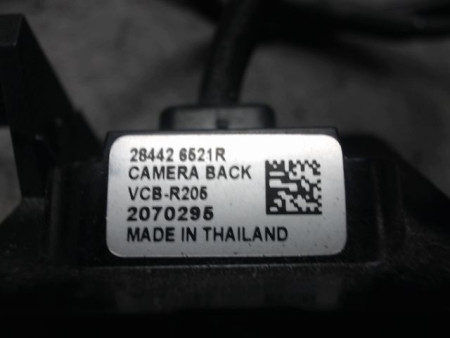 28442 6521R
CAMERA BACK
VCB-R205
2070295
MADE IN THAILAND